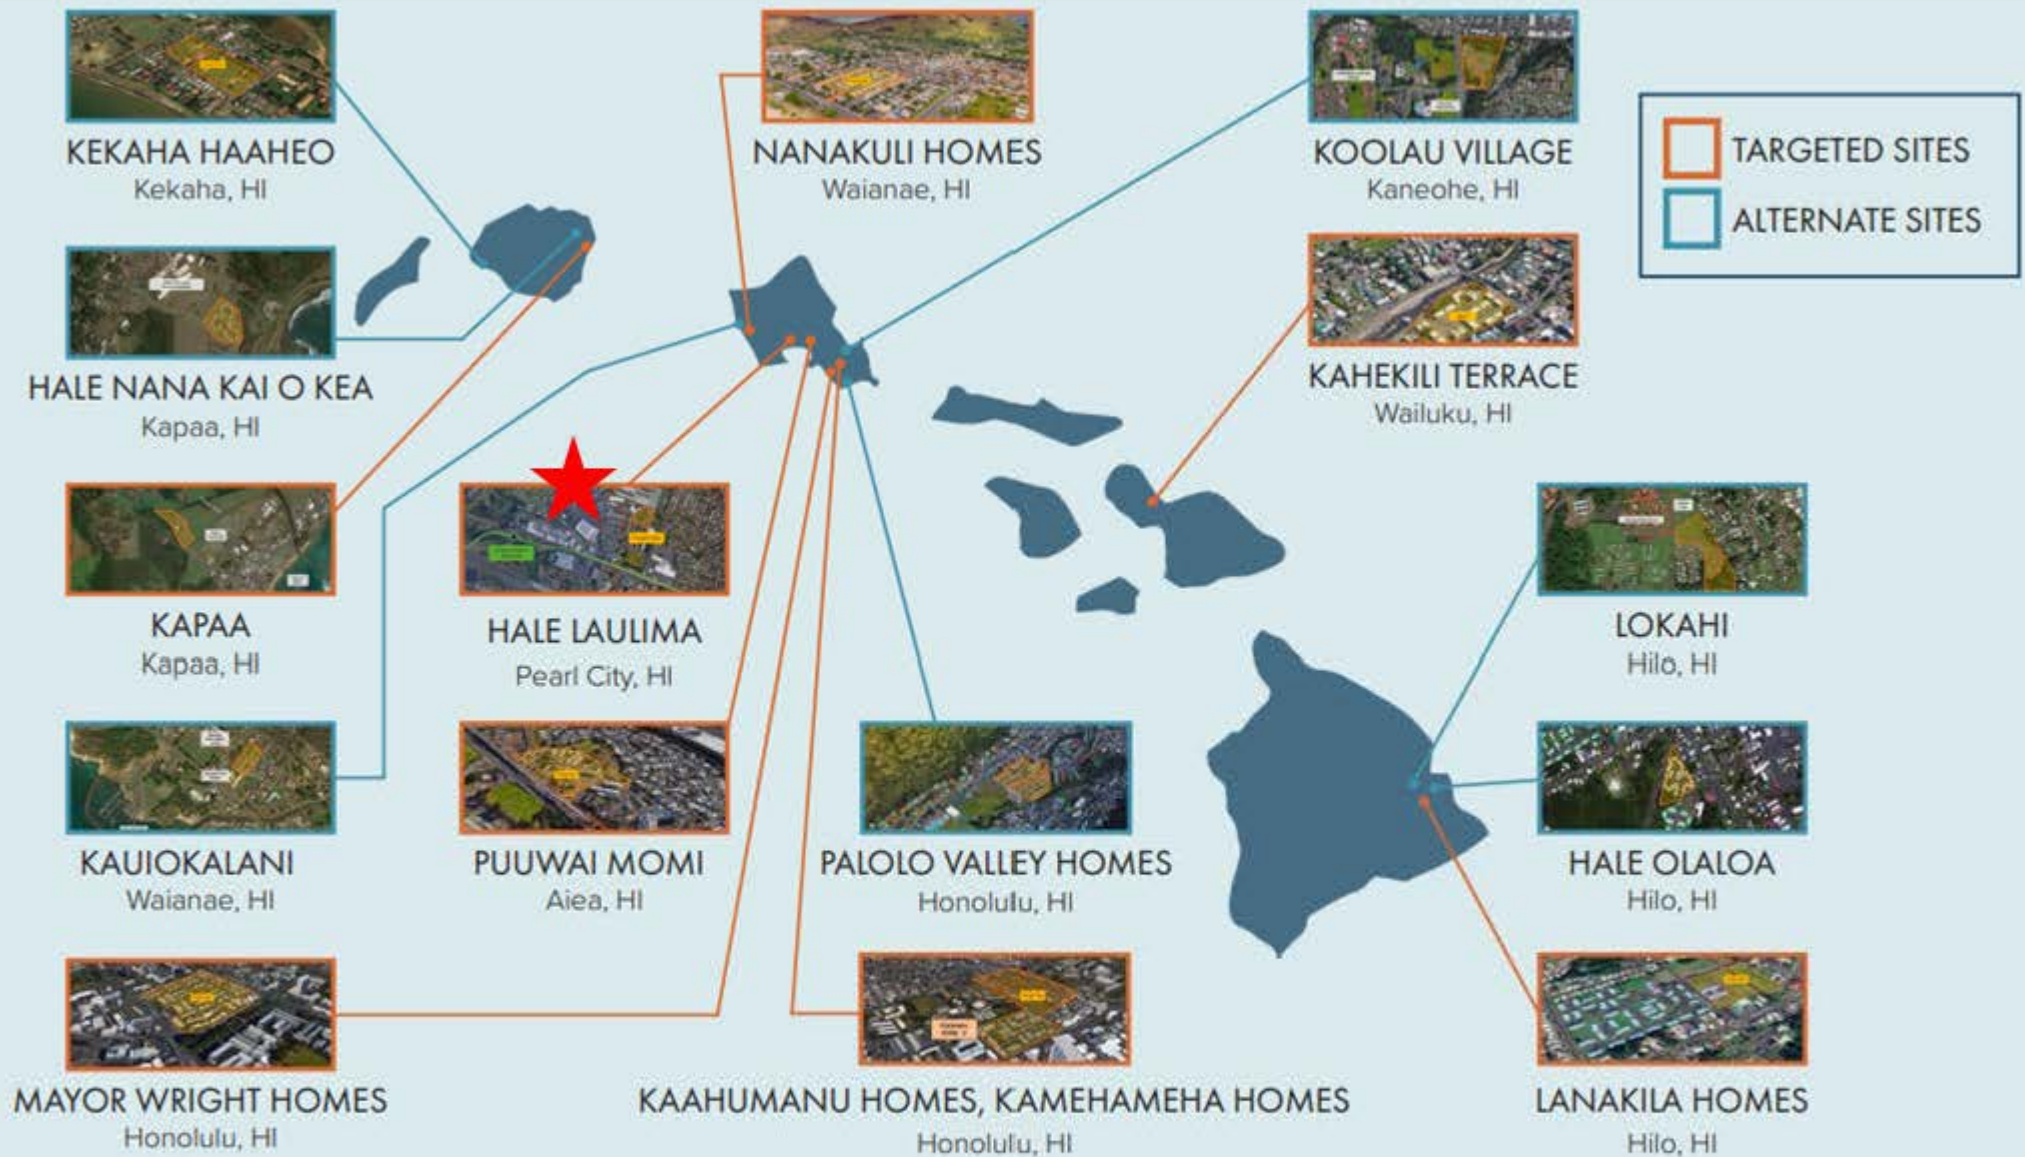 KEKAHA HAAHEO
Kekaha, HI
NANAKULI HOMES
Waianae, HI
KOOLAU VILLAGE
Kaneohe, HI
TARGETED SITES
ALTERNATE SITES
HALE NANA KAI O KEA
Kapaa, HI
KAHEKILI TERRACE
Wailuku, HI
KAPAA
Kapaa, HI
HALE LAULIMA
Pearl City, HI
LOKAHI
Hilo, HI
KAUIOKALANI
Waianae, HI
PUUWAI MOMI
Aiea, HI
PALOLO VALLEY HOMES
Honolulu, HI
HALE OLALOA
Hilo, HI
MAYOR WRIGHT HOMES
Honolulu, HI
KAAHUMANU HOMES, KAMEHAMEHA HOMES
Honolulu, HI
LANAKILA HOMES
Hilo, HI